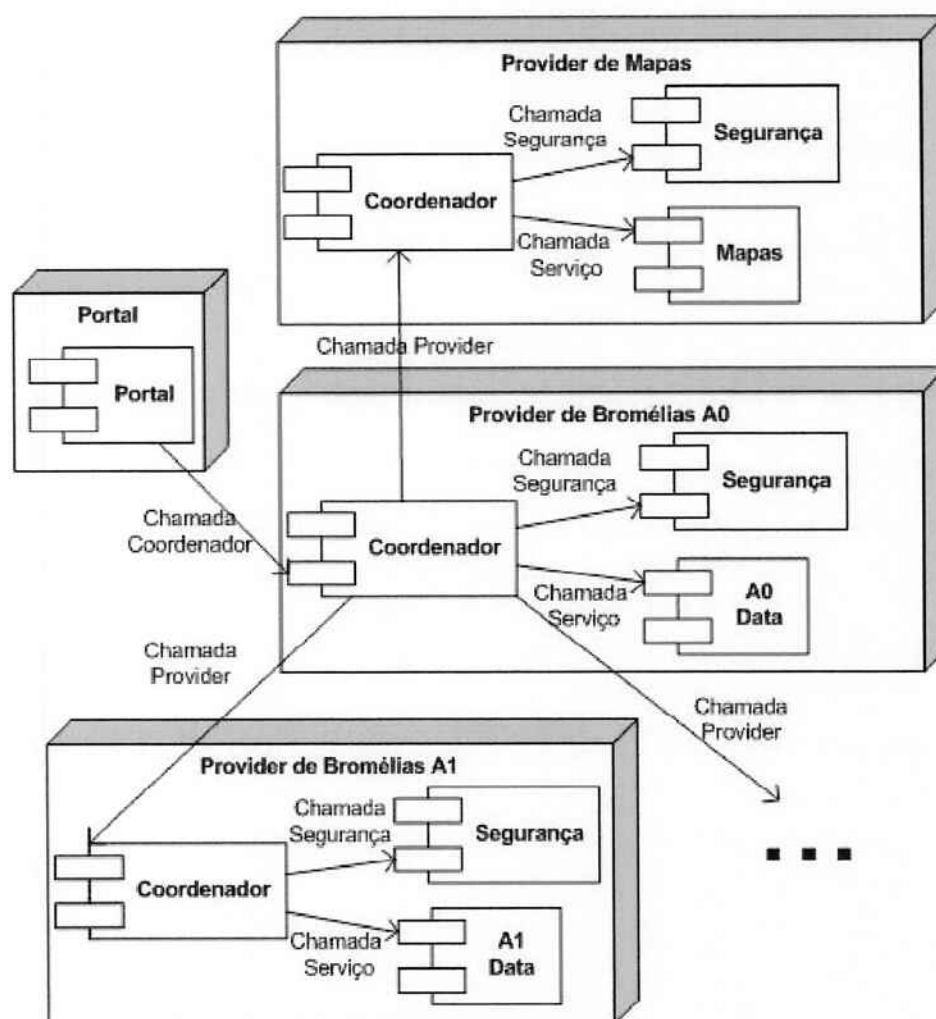 Provider de Mapas
Chamada
Segurança
Segurança
Coordenador
Chamada
Serviço
Mapas
Portal
Portal
Chamada Provider
Provider de Bromélias A0
Chamada
Segurança
Segurança
Chamada
Coordenador
Coordenador
Chamada
Serviço
A0
Data
Chamada
Provider
Chamada
Provider
Provider de Bromélias A1
Chamada
Segurança
Segurança
Coordenador
Chamada
Serviço
A1
Data